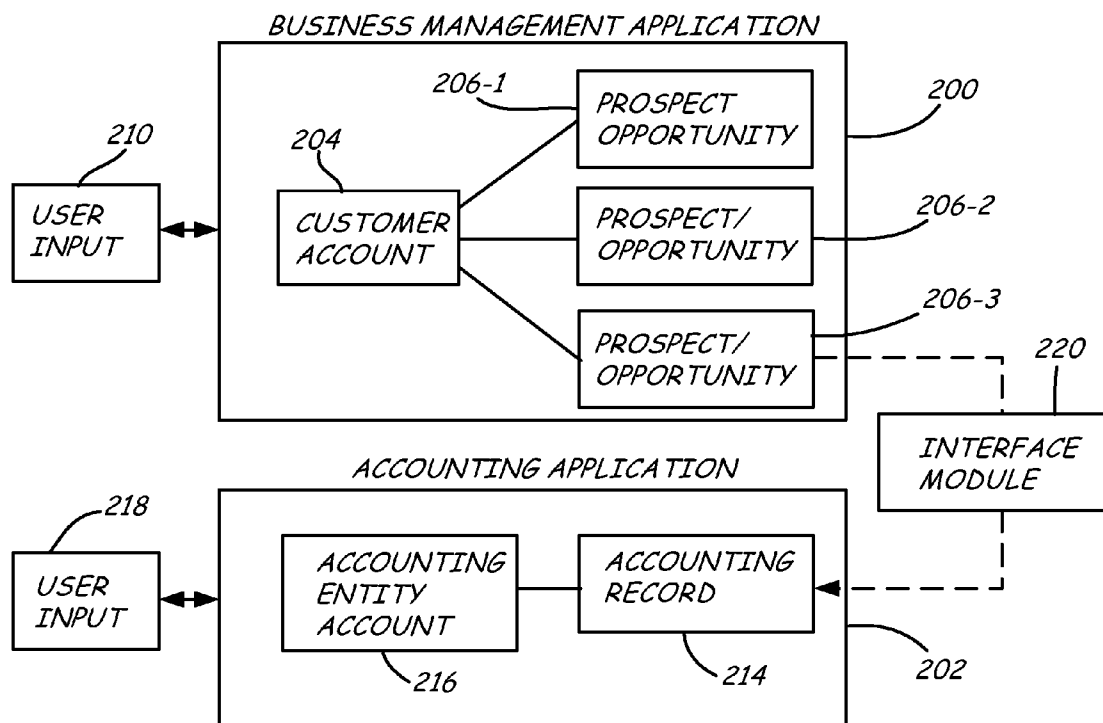 BUSINESS MANAGEMENT APPLICATION
206-1
PROSPECT
OPPORTUNITY
200
210
204
USER
INPUT
CUSTOMER
ACCOUNT
PROSPECT/
OPPORTUNITY
206-2
206-3
PROSPECT/
OPPORTUNITY
220
INTERFACE
MODULE
ACCOUNTING APPLICATION
218
USER
INPUT
ACCOUNTING
ENTITY
ACCOUNT
ACCOUNTING
RECORD
216
214
202